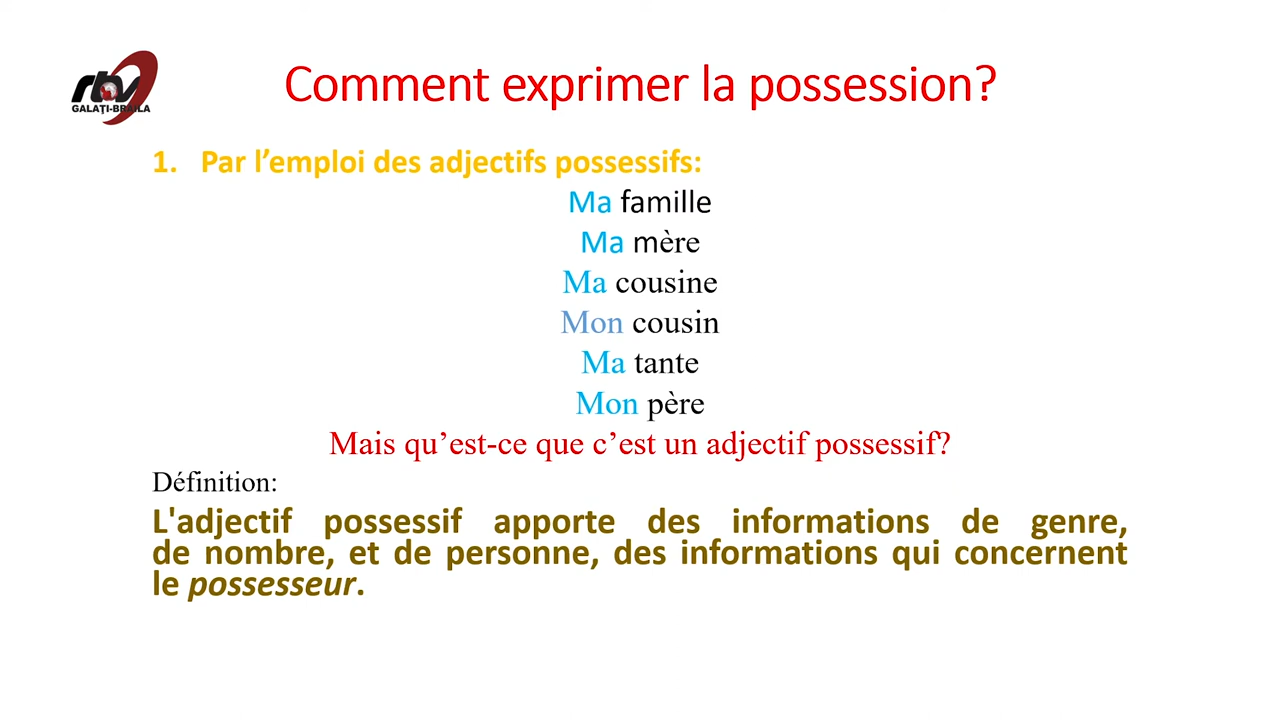 rtv
GALAȚI-BRĂILA
Comment exprimer la possession?
1. Par l’emploi des adjectifs possessifs:
Ma famille
Ma mère
Ma cousine
Mon cousin
Ma tante
Mon père
Mais qu’est-ce que c’est un adjectif possessif?
Définition:
L'adjectif possessif apporte des informations de genre,
de nombre, et de personne, des informations qui concernent
le possesseur.